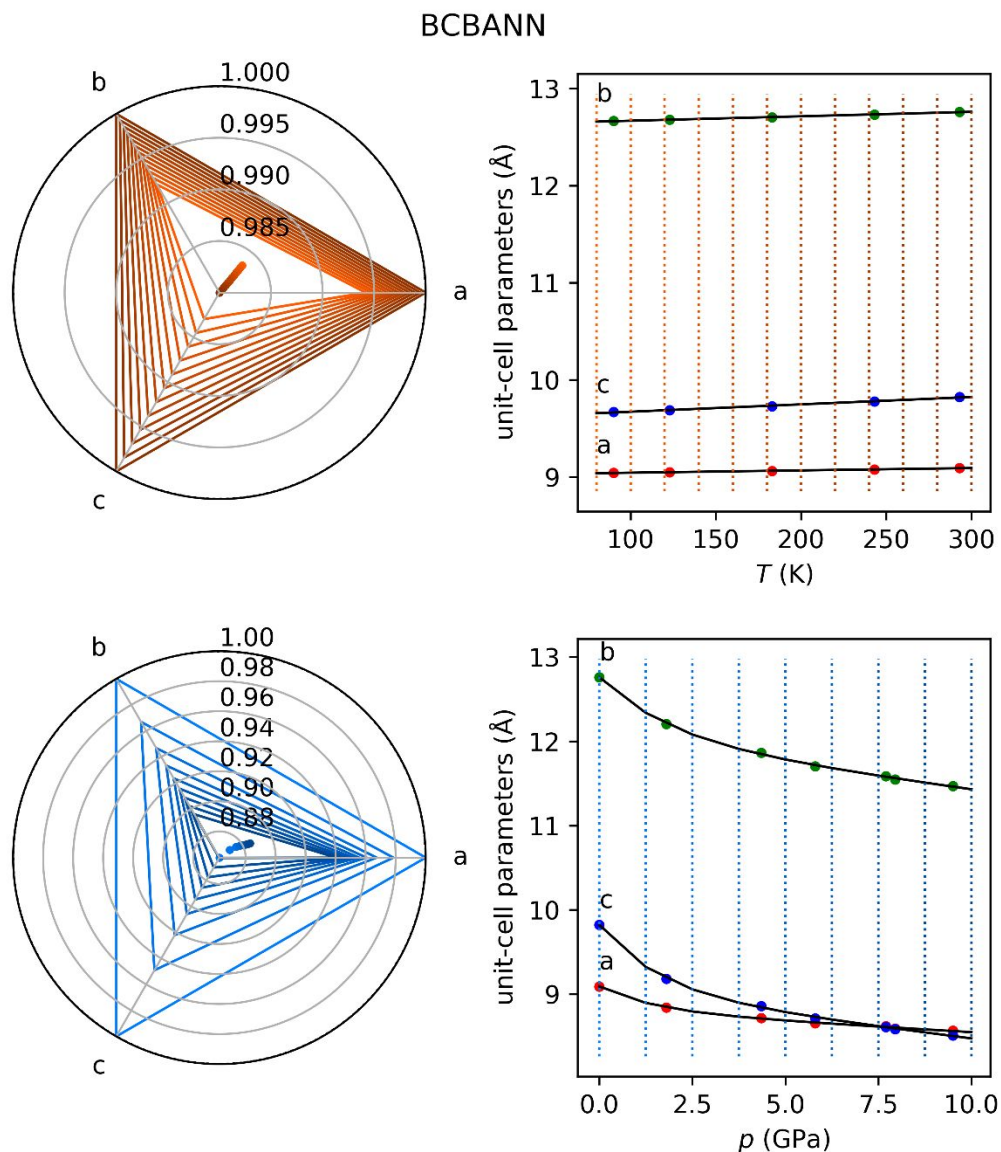 BCBANN
b
1.000
0.995
0.990
0.985
a
c
unit-cell parameters (Å)
13
12
11
10
9
b
c
a
100
150
200
250
300
T (K)
b
1.00
0.98
0.96
0.94
0.92
0.90
0.88
a
c
unit-cell parameters (Å)
13
12
11
10
9
b
c
a
0.0
2.5
5.0
7.5
10.0
p (GPa)